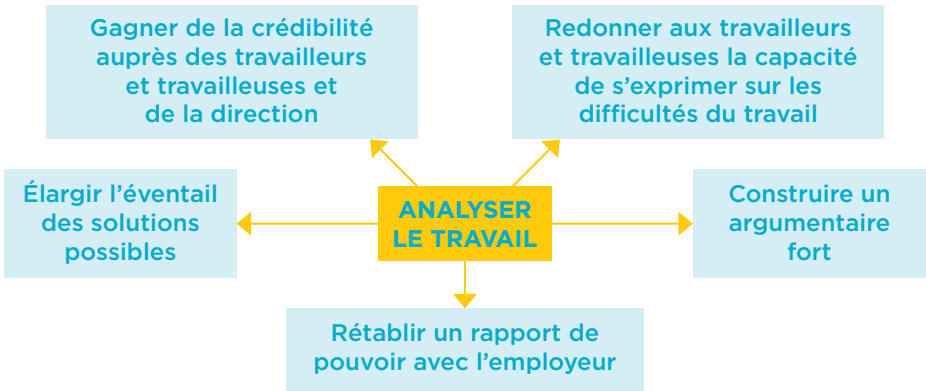 Gagner de la crédibilité
auprès des travailleurs
et travailleuses et
de la direction
Redonner aux travailleurs
et travailleuses la capacité
de s’exprimer sur les
difficultés du travail
Élargir l’éventail
des solutions
possibles
ANALYSER
LE TRAVAIL
Construire un
argumentaire
fort
Rétablir un rapport de
pouvoir avec l’employeur